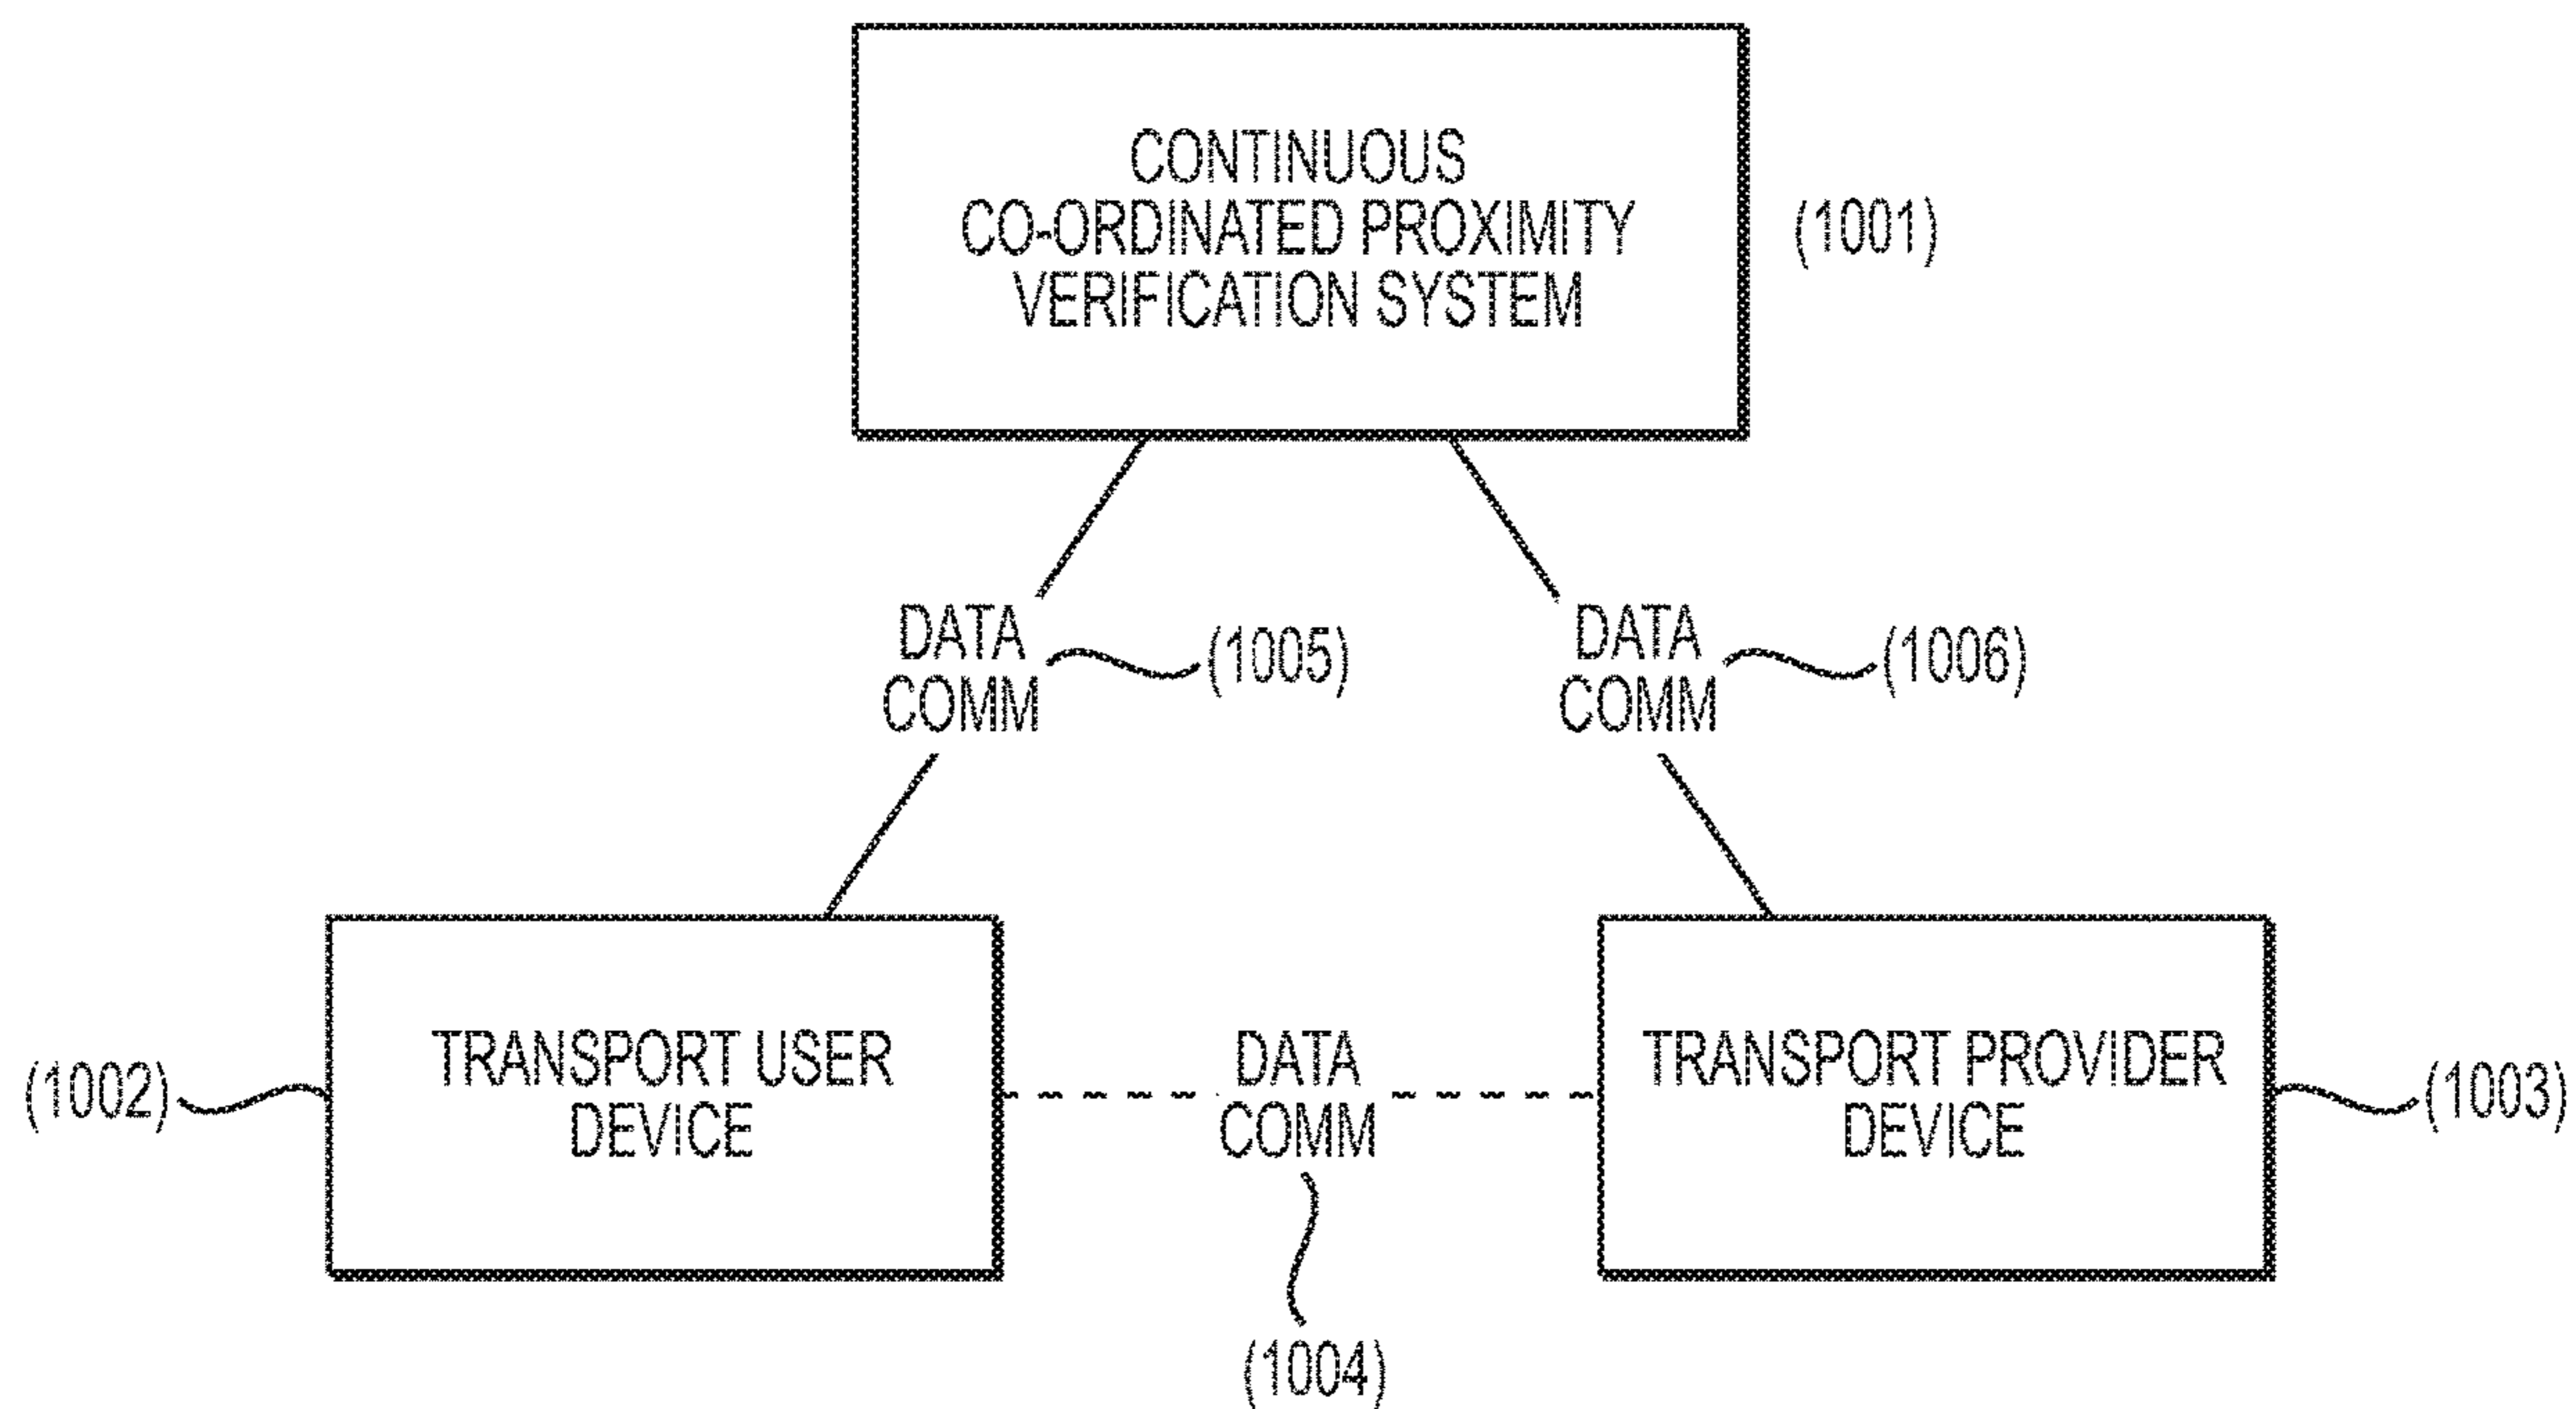 CONTINUOUS
CO-ORDINATED PROXIMITY
VERIFICATION SYSTEM
(1001)
DATA
COMM
(1005)
DATA
COMM
(1006)
(1002)
TRANSPORT USER
DEVICE
DATA
COMM
(1004)
TRANSPORT PROVIDER
DEVICE
(1003)